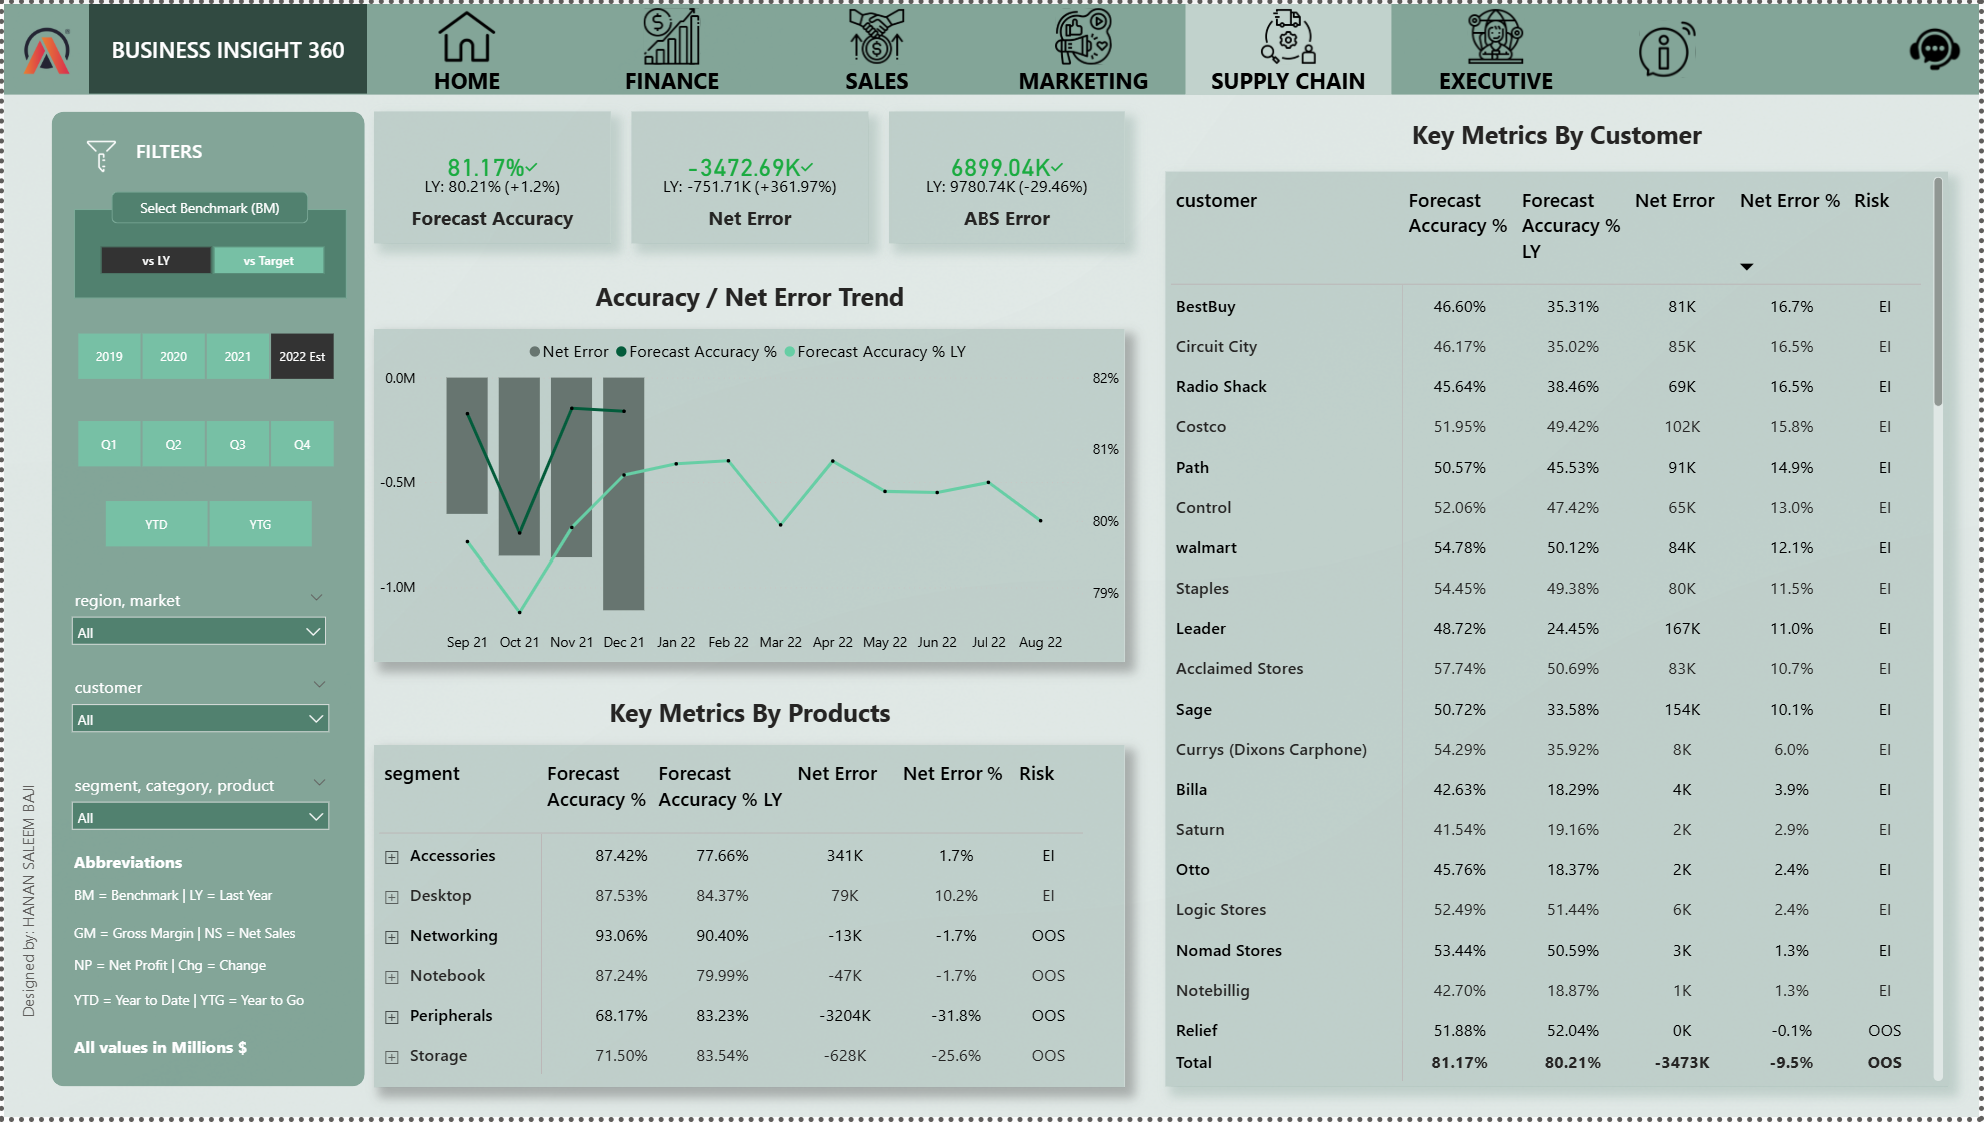 BUSINESS INSIGHT 360
HOME
FINANCE
SALES
MARKETING
SUPPLY CHAIN
EXECUTIVE
FILTERS
Select Benchmark (BM)
vs LY vs Target
2019 2020 2021 2022 Est
Q1 Q2 Q3 Q4
YTD YTG
region, market
All
customer
All
segment, category, product
All
Abbreviations
BM = Benchmark | LY = Last Year
GM = Gross Margin | NS = Net Sales
NP = Net Profit | Chg = Change
YTD = Year to Date | YTG = Year to Go
All values in Millions $
Designed by: HANAN SALEEM BAJI
81.17%✓
LY: 80.21% (+1.2%)
Forecast Accuracy
-3472.69K✓
LY: -751.71K (+361.97%)
Net Error
6899.04K✓
LY: 9780.74K (-29.46%)
ABS Error
Accuracy / Net Error Trend
Net Error Forecast Accuracy % Forecast Accuracy % LY
0.0M
-0.5M
-1.0M
82%
81%
80%
79%
Sep 21 Oct 21 Nov 21 Dec 21 Jan 22 Feb 22 Mar 22 Apr 22 May 22 Jun 22 Jul 22 Aug 22
Key Metrics By Products
segment Forecast Accuracy % Forecast Accuracy % LY Net Error Net Error % Risk
Accessories 87.42% 77.66% 341K 1.7% EI
Desktop 87.53% 84.37% 79K 10.2% EI
Networking 93.06% 90.40% -13K -1.7% OOS
Notebook 87.24% 79.99% -47K -1.7% OOS
Peripherals 68.17% 83.23% -3204K -31.8% OOS
Storage 71.50% 83.54% -628K -25.6% OOS
Key Metrics By Customer
customer Forecast Accuracy % Forecast Accuracy % LY Net Error Net Error % Risk
BestBuy 46.60% 35.31% 81K 16.7% EI
Circuit City 46.17% 35.02% 85K 16.5% EI
Radio Shack 45.64% 38.46% 69K 16.5% EI
Costco 51.95% 49.42% 102K 15.8% EI
Path 50.57% 45.53% 91K 14.9% EI
Control 52.06% 47.42% 65K 13.0% EI
walmart 54.78% 50.12% 84K 12.1% EI
Staples 54.45% 49.38% 80K 11.5% EI
Leader 48.72% 24.45% 167K 11.0% EI
Acclaimed Stores 57.74% 50.69% 83K 10.7% EI
Sage 50.72% 33.58% 154K 10.1% EI
Currys (Dixons Carphone) 54.29% 35.92% 8K 6.0% EI
Billa 42.63% 18.29% 4K 3.9% EI
Saturn 41.54% 19.16% 2K 2.9% EI
Otto 45.76% 18.37% 2K 2.4% EI
Logic Stores 52.49% 51.44% 6K 2.4% EI
Nomad Stores 53.44% 50.59% 3K 1.3% EI
Notebillig 42.70% 18.87% 1K 1.3% EI
Relief 51.88% 52.04% 0K -0.1% OOS
Total 81.17% 80.21% -3473K -9.5% OOS